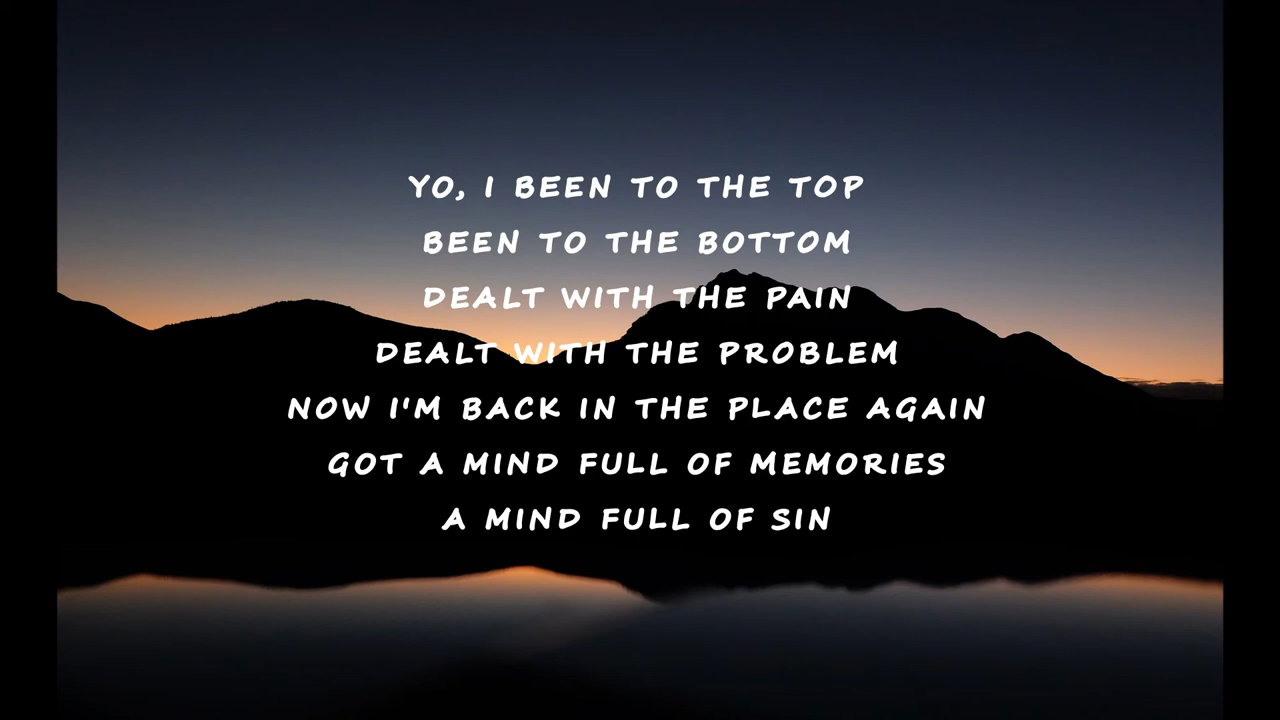 YO, I BEEN TO THE TOP
BEEN TO THE BOTTOM
DEALT WITH THE PAIN
DEALT WITH THE PROBLEM
NOW I'M BACK IN THE PLACE AGAIN
GOT A MIND FULL OF MEMORIES
A MIND FULL OF SIN